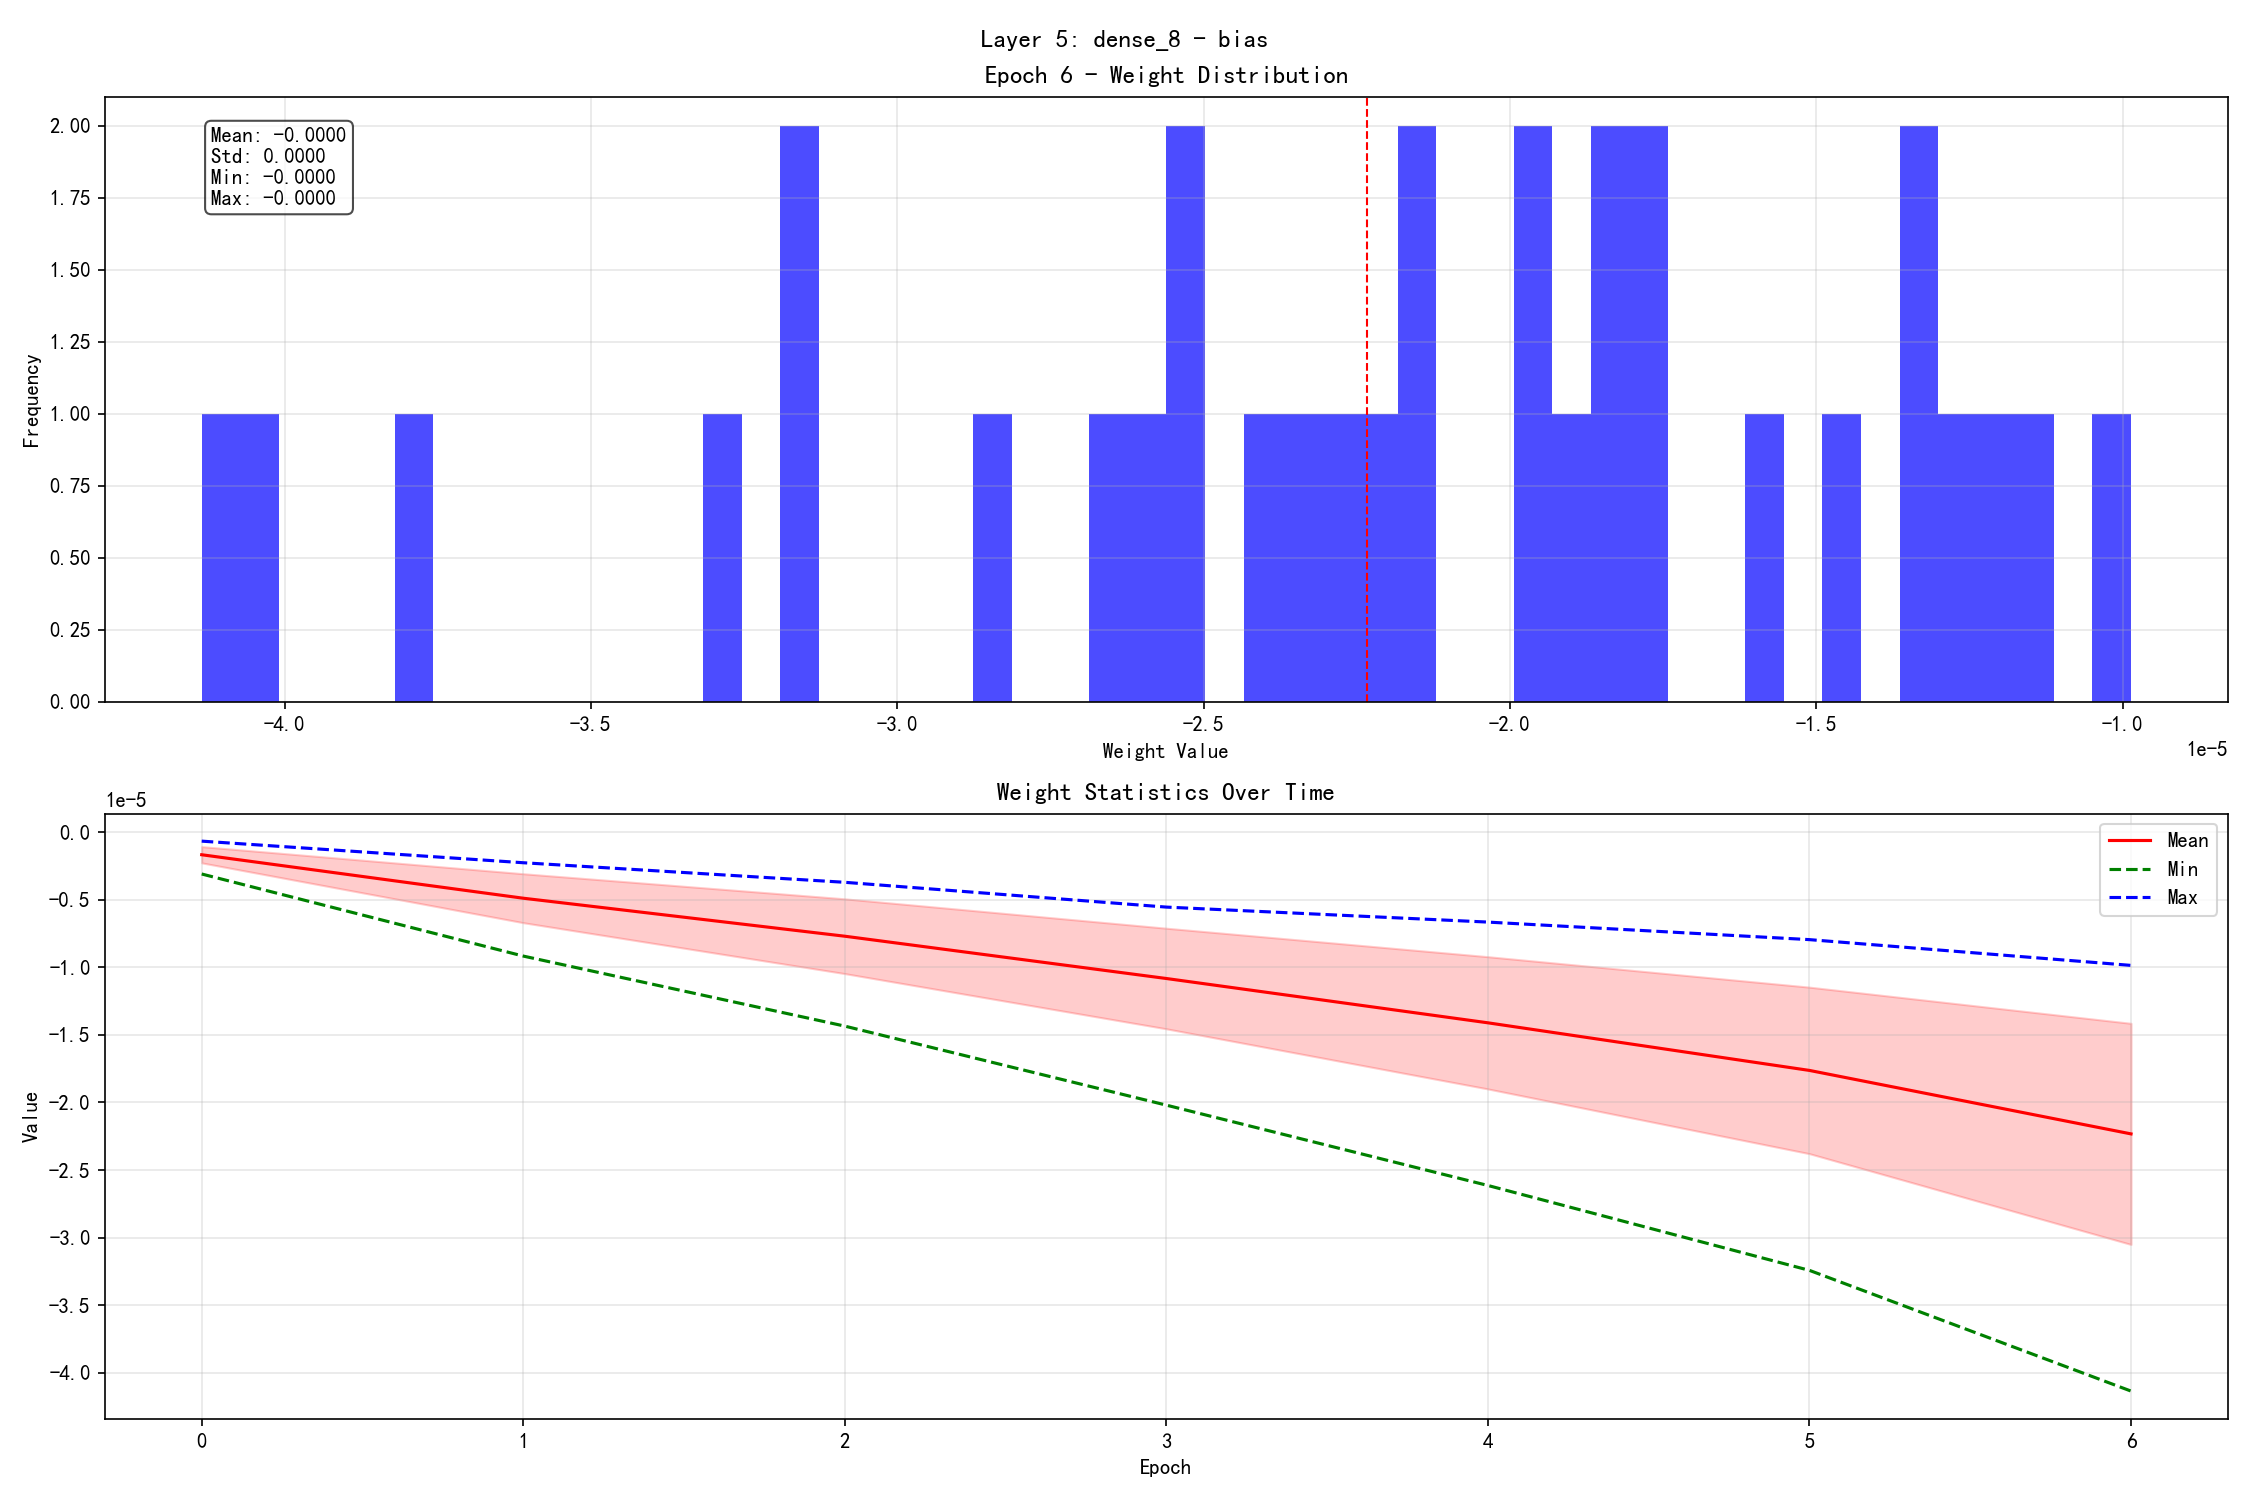 Layer 5: dense_8 - bias
Epoch 6 - Weight Distribution
2.00
1.75
1.50
1.25
1.00
0.75
0.50
0.25
0.00
Frequency
Mean: -0.0000
Std: 0.0000
Min: -0.0000
Max: -0.0000
-4.0 -3.5 -3.0 -2.5 -2.0 -1.5 -1.0
1e-5
Weight Value
Weight Statistics Over Time
1e-5
0.0
-0.5
-1.0
-1.5
-2.0
-2.5
-3.0
-3.5
-4.0
Value
Mean
Min
Max
0 1 2 3 4 5 6
Epoch